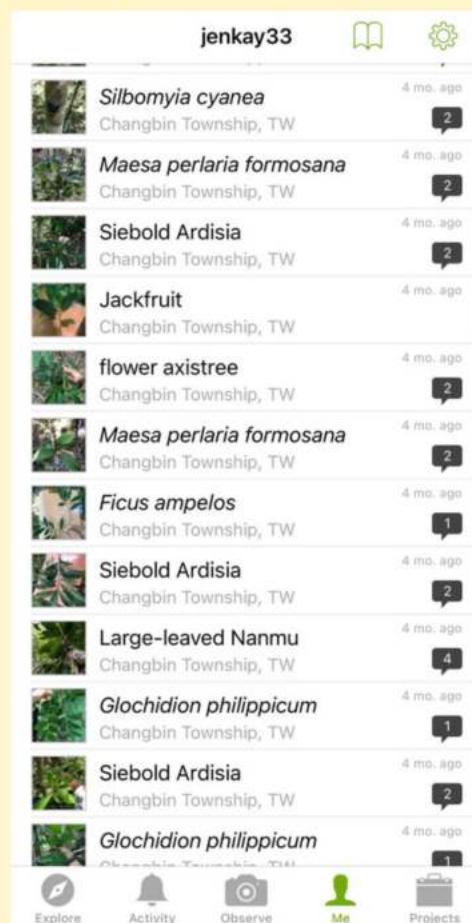 jenkay33
Silbomyia cyanea
4 mo. ago
Changbin Township, TW
2
Maesa perlaria formosana
4 mo. ago
Changbin Township, TW
2
Siebold Ardisia
4 mo. ago
Changbin Township, TW
2
Jackfruit
4 mo. ago
Changbin Township, TW
flower axistree
4 mo. ago
Changbin Township, TW
2
Maesa perlaria formosana
4 mo. ago
Changbin Township, TW
2
Ficus ampelos
4 mo. ago
Changbin Township, TW
1
Siebold Ardisia
4 mo. ago
Changbin Township, TW
2
Large-leaved Nanmu
4 mo. ago
Changbin Township, TW
4
Glochidion philippicum
4 mo. ago
Changbin Township, TW
1
Siebold Ardisia
4 mo. ago
Changbin Township, TW
2
Glochidion philippicum
4 mo. ago
Changbin Township, TW
1
Explore Activity Observe Me Projects